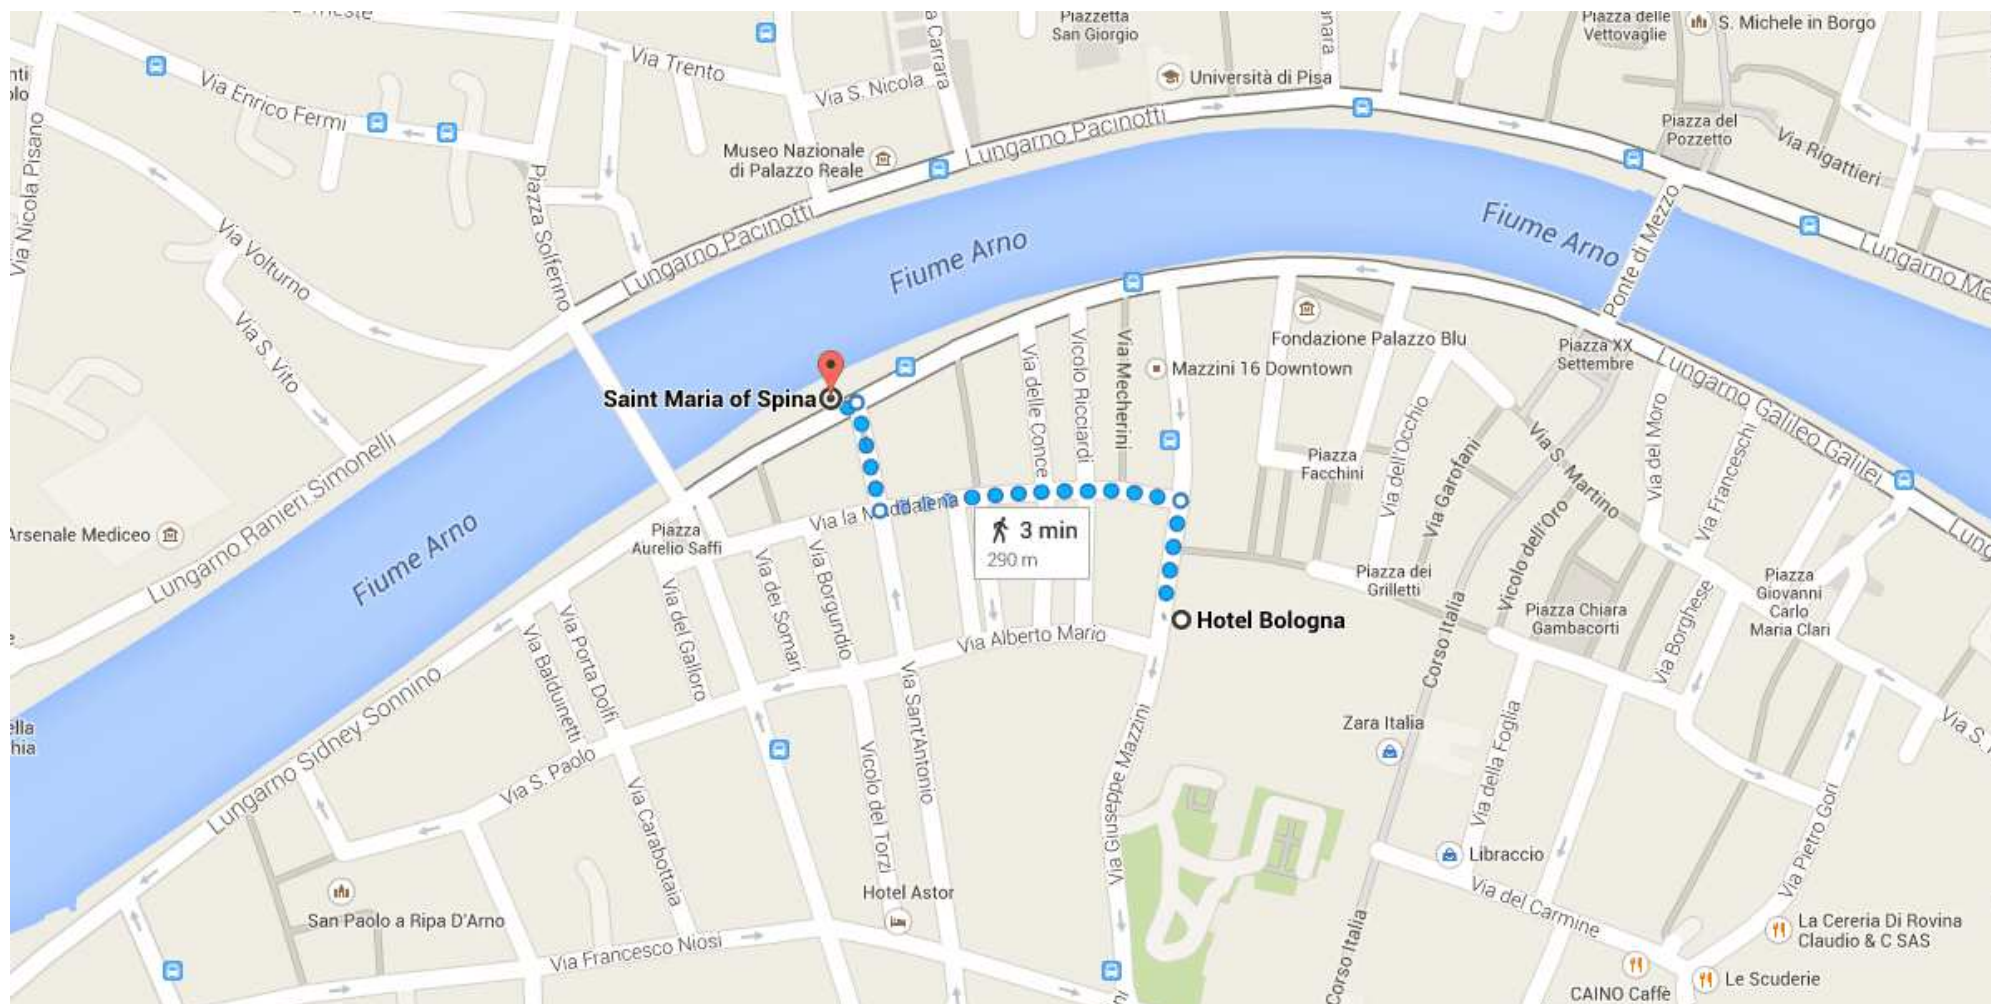 Piazzetta
San Giorgio
Piazza delle
Vettovaglie
S. Michele in Borgo
Via Trento
Università di Pisa
Via Enrico Fermi
Via S. Nicola
Lungarno Pacinotti
Piazza del
Pozzetto
Via Rigattieri
Via Nicola Pisano
Museo Nazionale
di Palazzo Reale
Piazza Solferino
Lungarno Pacinotti
Fiume Arno
Fiume Arno
Ponte di Mezzo
Via Volturno
Via S. Vito
Via delle Conce
Vicolo Ricciardi
Via Mecherini
Fondazione Palazzo Blu
Mazzini 16 Downtown
Piazza XX
Settembre
Lungarno Galileo Galilei
Saint Maria of Spina
Lungarno Ranieri Simonelli
Piazza
Facchini
Via dell'Occhio
Via Garofani
Via S. Martino
Via del Moro
Via Franceschi
Arsenale Mediceo
Fiume Arno
Piazza
Aurelio Saffi
Via la Maddalena
3 min
290 m
Piazza dei
Grilletti
Vicolo dell'Oro
Piazza Chiara
Gambacorti
Via Borghese
Piazza
Giovanni
Carlo
Maria Clari
Via del Galloro
Via dei Somari
Via Borgundio
Via Alberto Mario
Hotel Bologna
Corso Italia
Via Balduinetti
Via Porta Dolfi
Lungarno Sidney Sonnino
Via S. Paolo
Via Carabottaia
Vicolo del Torzi
Via Sant'Antonio
Via Giuseppe Mazzini
Zara Italia
Via della Foglia
Via Pietro Gori
Libraccio
Via del Carmine
Hotel Astor
San Paolo a Ripa D'Arno
Via Francesco Niosi
Corso Italia
La Cereria Di Rovina
Claudio & C SAS
CAINO Caffè
Le Scuderie